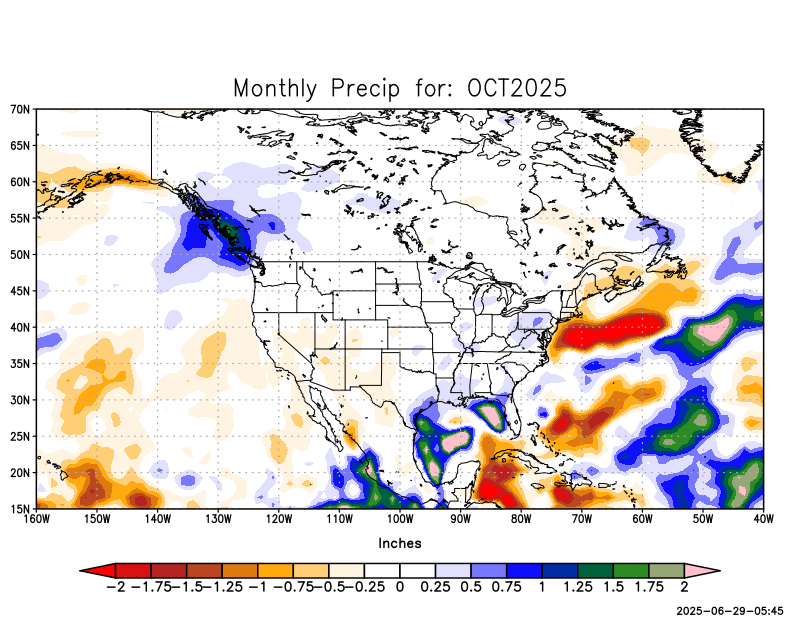 Monthly Precip for: OCT2025
70N
65N
60N
55N
50N
45N
40N
35N
30N
25N
20N
15N
160W 150W 140W 130W 120W 110W 100W 90W 80W 70W 60W 50W 40W
Inches
-2 -1.75 -1.5 -1.25 -1 -0.75 -0.5 -0.25 0 0.25 0.5 0.75 1 1.25 1.5 1.75 2
2025-06-29-05:45